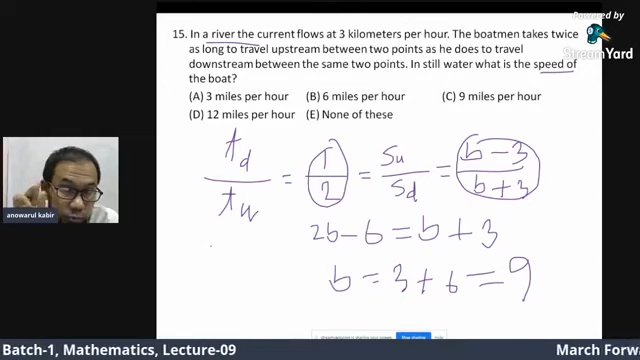 Powered by
StreamYard
15. In a river the current flows at 3 kilometers per hour. The boatmen takes twice
as long to travel upstream between two points as he does to travel
downstream between the same two points. In still water what is the speed of
the boat?
(A) 3 miles per hour (B) 6 miles per hour (C) 9 miles per hour
(D) 12 miles per hour (E) None of these
t_d / t_u = 1 / 2 = S_u / S_d = b - 3 / b + 3
2b - 6 = b + 3
b = 3 + 6 = 9
anowarul kabir
Batch-1, Mathematics, Lecture-09
March Forw